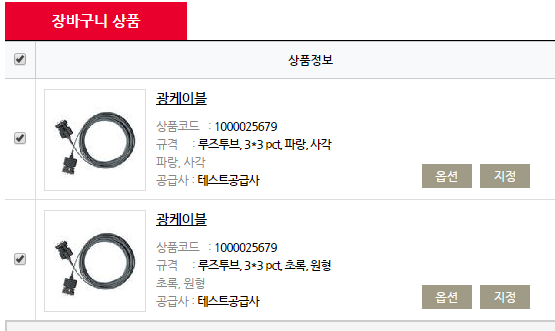 장바구니 상품
상품정보
광케이블
상품코드 : 1000025679
규격 : 루즈투브, 3*3 pct, 파랑, 사각
파랑, 사각
공급사 : 테스트공급사
옵션 지정
광케이블
상품코드 : 1000025679
규격 : 루즈투브, 3*3 pct, 초록, 원형
초록, 원형
공급사 : 테스트공급사
옵션 지정